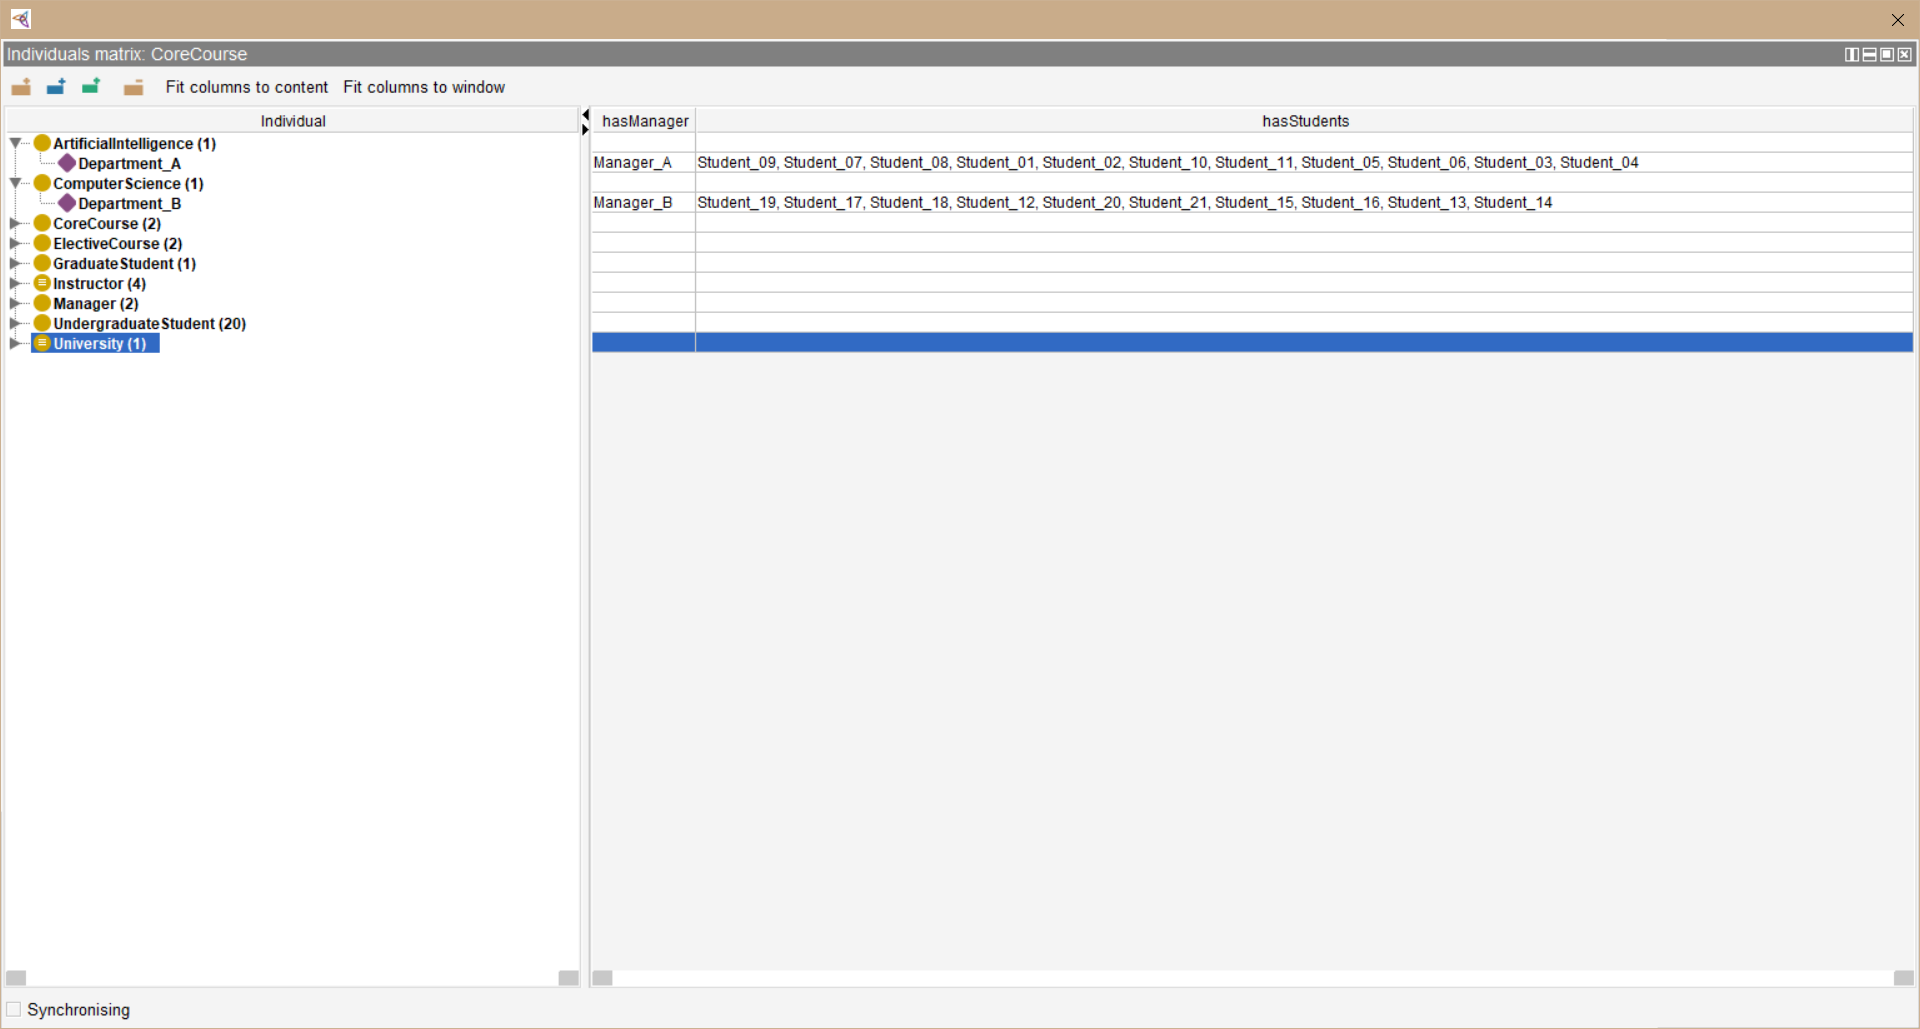 Individuals matrix: CoreCourse
Fit columns to content Fit columns to window
Individual hasManager hasStudents
ArtificialIntelligence (1)
Department_A Manager_A Student_09, Student_07, Student_08, Student_01, Student_02, Student_10, Student_11, Student_05, Student_06, Student_03, Student_04
ComputerScience (1)
Department_B Manager_B Student_19, Student_17, Student_18, Student_12, Student_20, Student_21, Student_15, Student_16, Student_13, Student_14
CoreCourse (2)
ElectiveCourse (2)
GraduateStudent (1)
Instructor (4)
Manager (2)
UndergraduateStudent (20)
University (1)
Synchronising